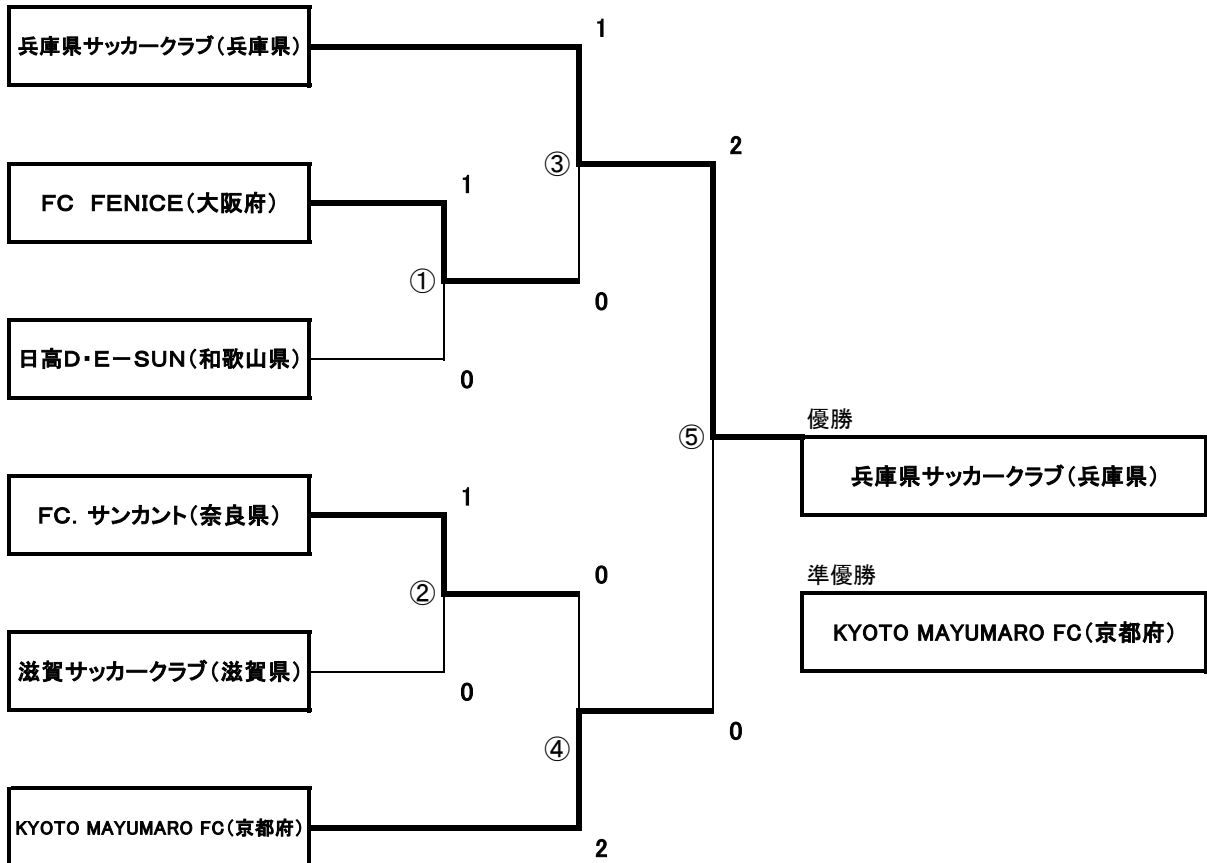 兵庫県サッカークラブ(兵庫県)
1
2
③
FC　FENICE(大阪府)
1
①
0
日高D・E－SUN(和歌山県)
0
優勝
⑤
兵庫県サッカークラブ(兵庫県)
FC．サンカント(奈良県)
1
0
準優勝
②
KYOTO MAYUMARO FC(京都府)
滋賀サッカークラブ(滋賀県)
0
0
④
KYOTO MAYUMARO FC(京都府)
2